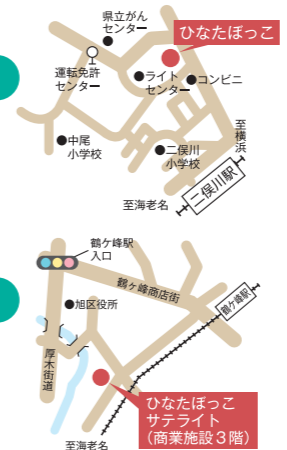 県立がん
センター
ひなたぼっこ
運転免許
センター
ライト
センター
コンビニ
中尾
小学校
二俣川
小学校
至横浜
二俣川駅
至海老名
鶴ケ峰駅
入口
鶴ヶ峰商店街
旭区役所
鶴ケ峰駅
厚木街道
ひなたぼっこ
サテライト
（商業施設３階）
至海老名